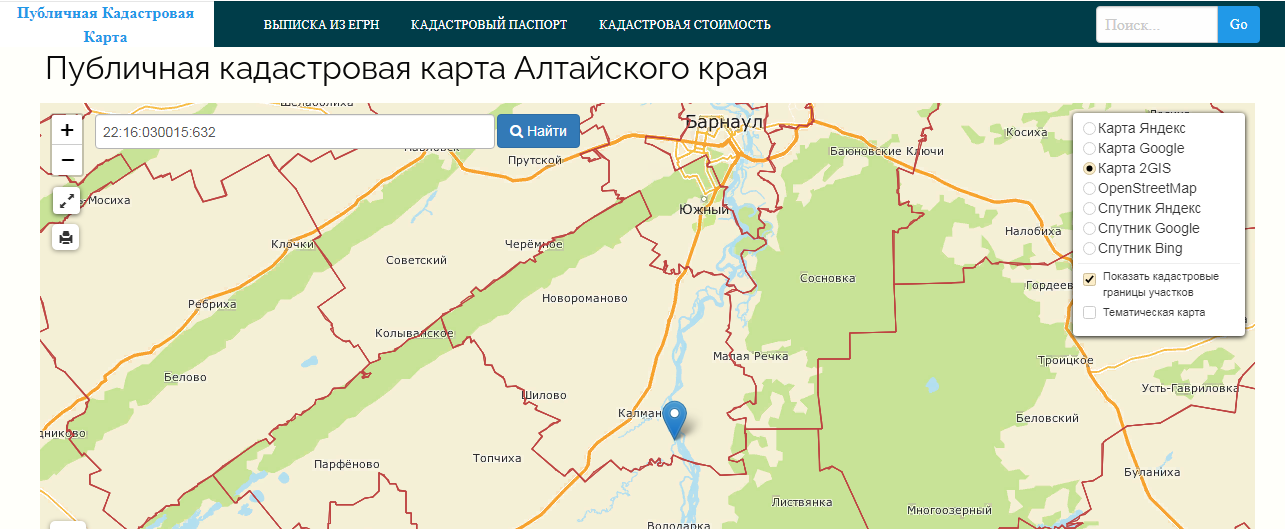 Публичная Кадастровая
Карта
ВЫПИСКА ИЗ ЕГРН
КАДАСТРОВЫЙ ПАСПОРТ
КАДАСТРОВАЯ СТОИМОСТЬ
Поиск...
Go
Публичная кадастровая карта Алтайского края
+
−
22:16:030015:632
Найти
Карта Яндекс
Карта Google
Карта 2GIS
OpenStreetMap
Спутник Яндекс
Спутник Google
Спутник Bing
Показать кадастровые
границы участков
Тематическая карта
Шелаболиха
Барнаул
Косиха
Павловск
Прутской
Баюновские Ключи
Южный
Клочки
Черёмное
Налобиха
Советский
Сосновка
Гордеев
Новоромановo
Ребриха
Колыванское
Малая Речка
Троицкое
Белово
Усть-Гавриловка
Шилово
Калман
Беловский
дниково
Топчиха
Парфёново
Буланиха
Листвянка
Многоозерный
Володарка